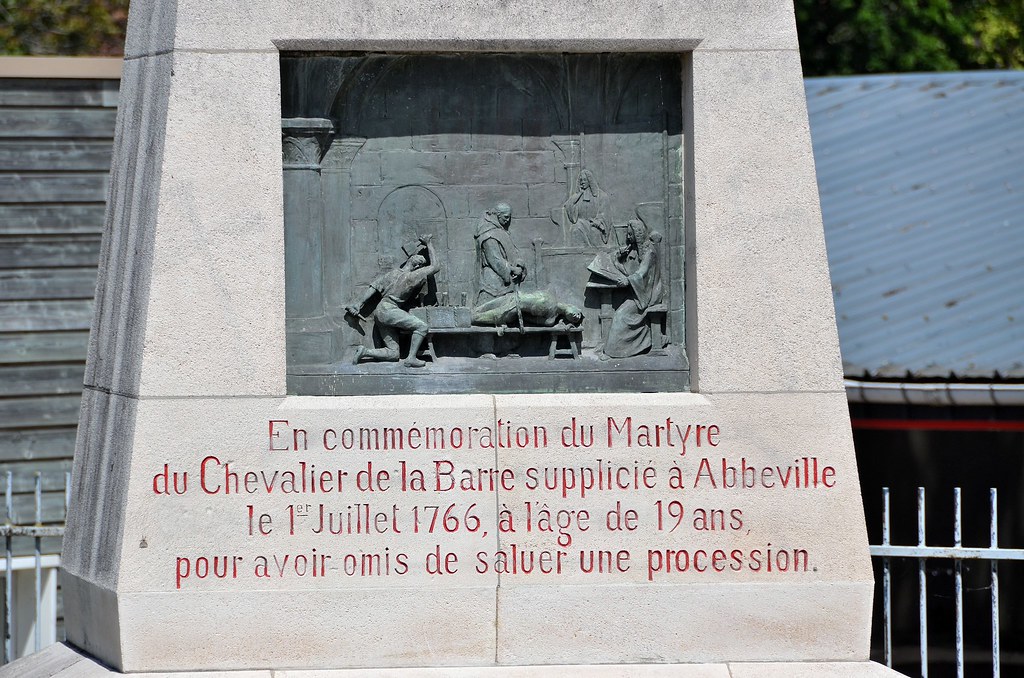 En commémoration du Martyre
du Chevalier de la Barre supplicié à Abbeville
le 1er Juillet 1766, à l'âge de 19 ans,
pour avoir omis de saluer une procession.